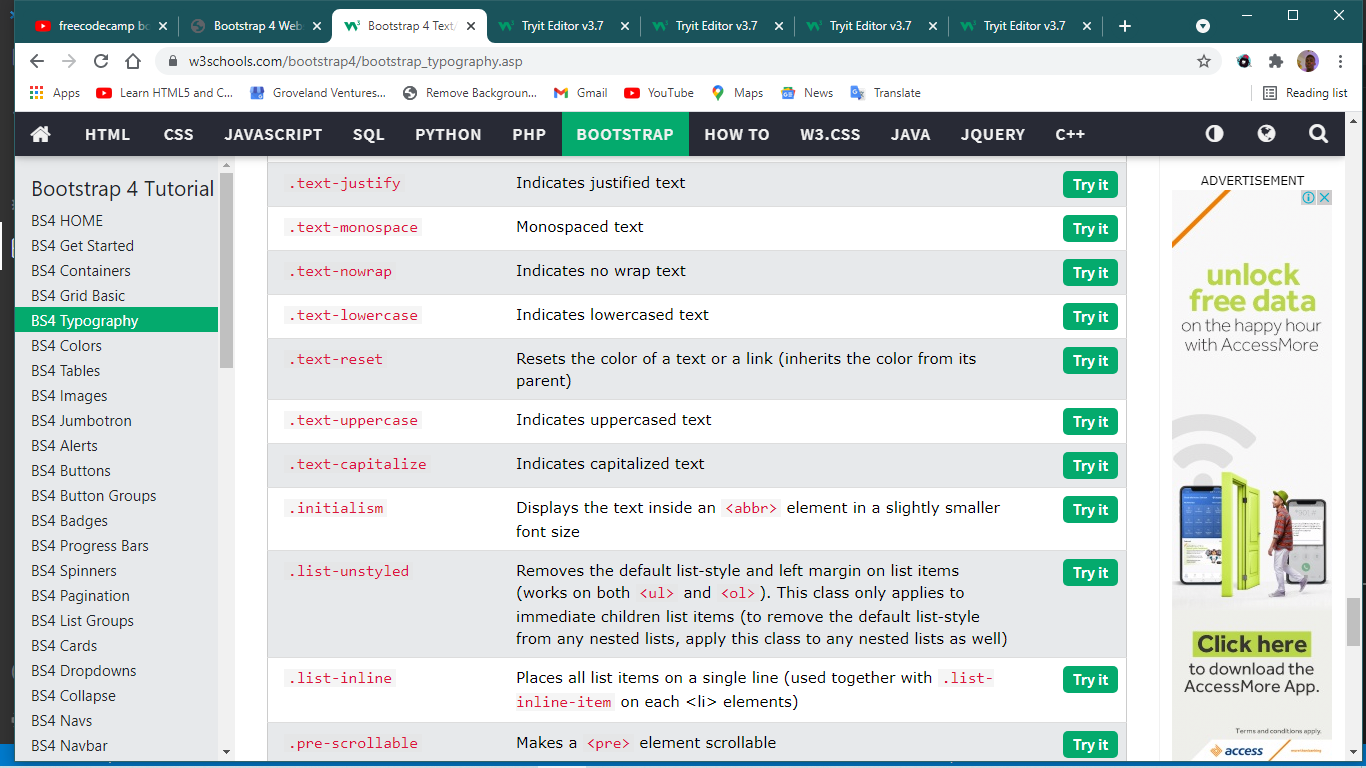 freecodecamp bo
Bootstrap 4 Web
Bootstrap 4 Text/
Tryit Editor v3.7
Tryit Editor v3.7
Tryit Editor v3.7
Tryit Editor v3.7
w3schools.com/bootstrap4/bootstrap_typography.asp
Apps
Learn HTML5 and C...
Groveland Ventures...
Remove Backgroun...
Gmail
YouTube
Maps
News
Translate
Reading list
HTML
CSS
JAVASCRIPT
SQL
PYTHON
PHP
BOOTSTRAP
HOW TO
W3.CSS
JAVA
JQUERY
C++
Bootstrap 4 Tutorial
BS4 HOME
BS4 Get Started
BS4 Containers
BS4 Grid Basic
BS4 Typography
BS4 Colors
BS4 Tables
BS4 Images
BS4 Jumbotron
BS4 Alerts
BS4 Buttons
BS4 Button Groups
BS4 Badges
BS4 Progress Bars
BS4 Spinners
BS4 Pagination
BS4 List Groups
BS4 Cards
BS4 Dropdowns
BS4 Collapse
BS4 Navs
BS4 Navbar
.text-justify Indicates justified text Try it
.text-monospace Monospaced text Try it
.text-nowrap Indicates no wrap text Try it
.text-lowercase Indicates lowercased text Try it
.text-reset Resets the color of a text or a link (inherits the color from its Try it
parent)
.text-uppercase Indicates uppercased text Try it
.text-capitalize Indicates capitalized text Try it
.initialism Displays the text inside an <abbr> element in a slightly smaller Try it
font size
.list-unstyled Removes the default list-style and left margin on list items Try it
(works on both <ul> and <ol>). This class only applies to
immediate children list items (to remove the default list-style
from any nested lists, apply this class to any nested lists as well)
.list-inline Places all list items on a single line (used together with .list- Try it
inline-item on each <li> elements)
.pre-scrollable Makes a <pre> element scrollable Try it
ADVERTISEMENT
unlock
free data
on the happy hour
with AccessMore
Click here
to download the
AccessMore App.
Terms and conditions apply.
access